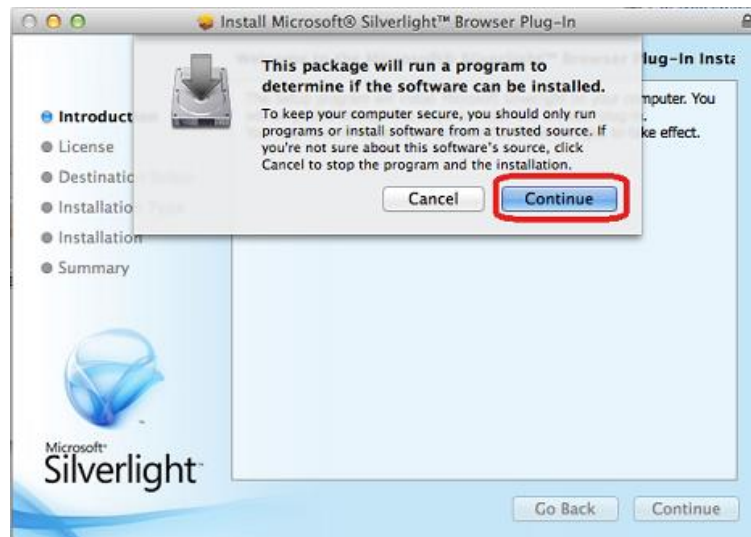 Install Microsoft® Silverlight™ Browser Plug-In
This package will run a program to
determine if the software can be installed.
To keep your computer secure, you should only run
programs or install software from a trusted source. If
you're not sure about this software's source, click
Cancel to stop the program and the installation.
Cancel
Continue
lug-In Insta
mputer. You
ke effect.
Introduct
License
Destinatio
Installatio
Installation
Summary
Microsoft®
Silverlight™
Go Back
Continue